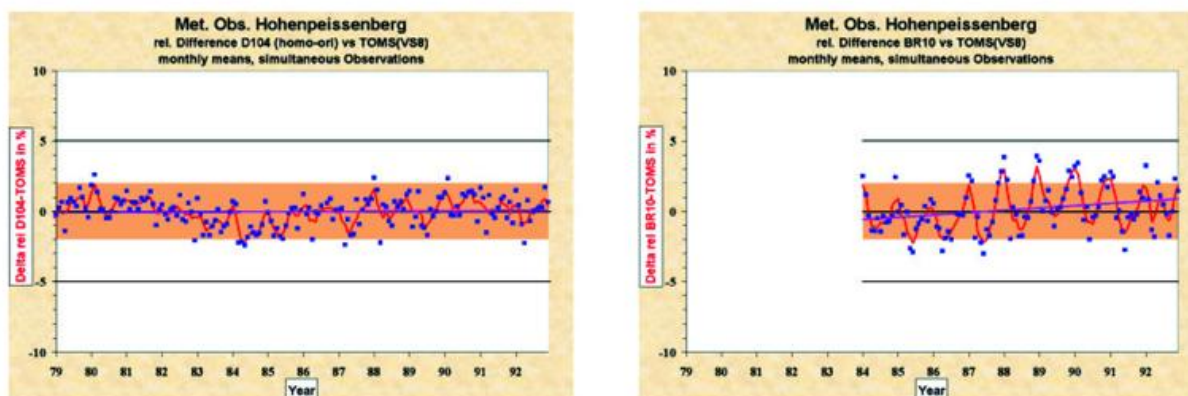 Met. Obs. Hohenpeissenberg
rel. Difference D104 (homo-ori) vs TOMS(VS8)
monthly means, simultaneous Observations
Delta rel D104-TOMS in %
10
5
0
-5
-10
79 80 81 82 83 84 85 86 87 88 89 90 91 92
Year
Met. Obs. Hohenpeissenberg
rel. Difference BR10 vs TOMS(VS8)
monthly means, simultaneous Observations
Delta rel BR10-TOMS in %
10
5
0
-5
-10
79 80 81 82 83 84 85 86 87 88 89 90 91 92
Year